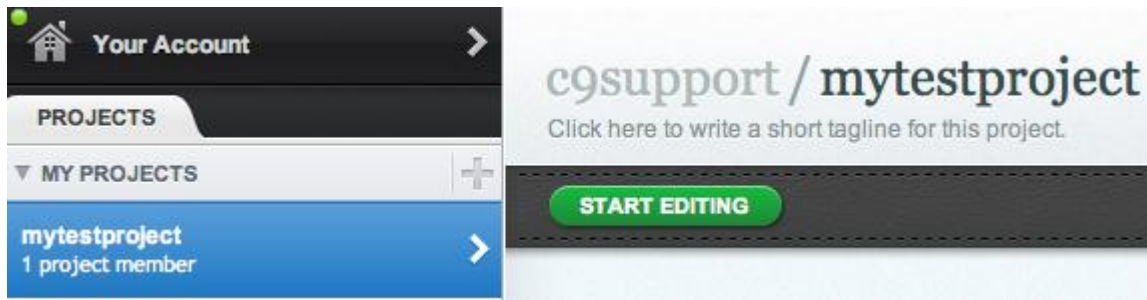 Your Account
PROJECTS
MY PROJECTS
mytestproject
1 project member
c9support / mytestproject
Click here to write a short tagline for this project.
START EDITING